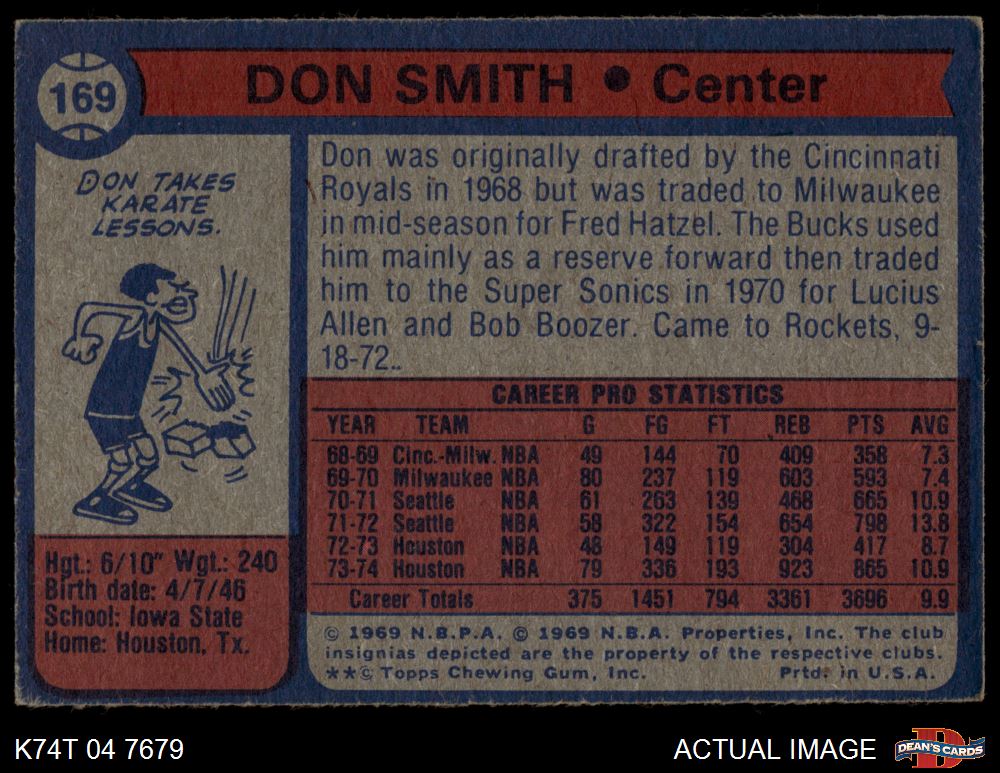 169
DON SMITH • Center
DON TAKES
KARATE
LESSONS.
Hgt.: 6/10" Wgt.: 240
Birth date: 4/7/46
School: Iowa State
Home: Houston, Tx.
Don was originally drafted by the Cincinnati
Royals in 1968 but was traded to Milwaukee
in mid-season for Fred Hatzel. The Bucks used
him mainly as a reserve forward then traded
him to the Super Sonics in 1970 for Lucius
Allen and Bob Boozer. Came to Rockets, 9-
18-72..
CAREER PRO STATISTICS
YEAR TEAM G FG FT REB PTS AVG
68-69 Cinc.-Milw. NBA 49 144 70 409 358 7.3
69-70 Milwaukee NBA 80 237 119 603 593 7.4
70-71 Seattle NBA 61 263 139 468 665 10.9
71-72 Seattle NBA 58 322 154 654 798 13.8
72-73 Houston NBA 48 149 119 304 417 8.7
73-74 Houston NBA 79 336 193 923 865 10.9
Career Totals 375 1451 794 3361 3696 9.9
© 1969 N.B.P.A. © 1969 N.B.A. Properties, Inc. The club
insignias depicted are the property of the respective clubs.
**© Topps Chewing Gum, Inc. Prtd. in U.S.A.
K74T 04 7679
ACTUAL IMAGE
D
DEAN'S CARDS